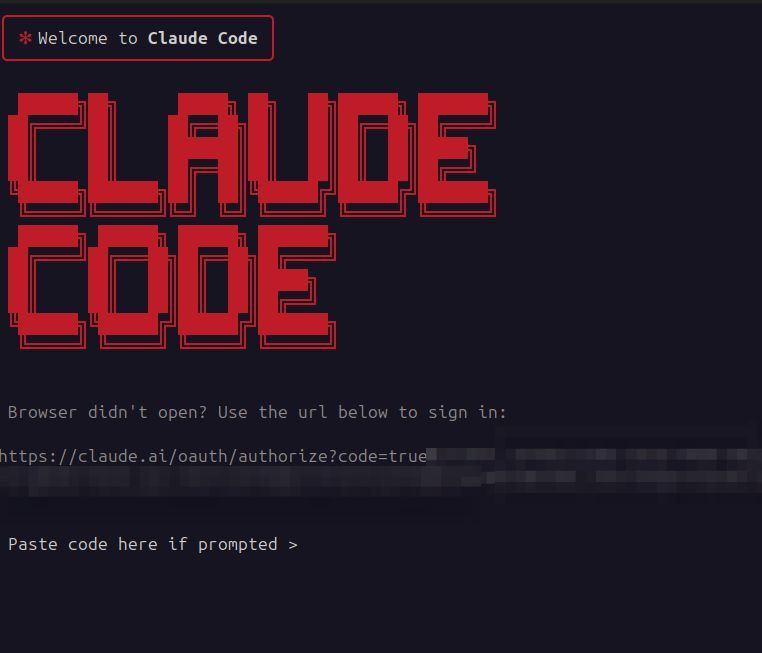 ✻ Welcome to Claude Code
CLAUDE
CODE
Browser didn't open? Use the url below to sign in:
https://claude.ai/oauth/authorize?code=true
Paste code here if prompted >